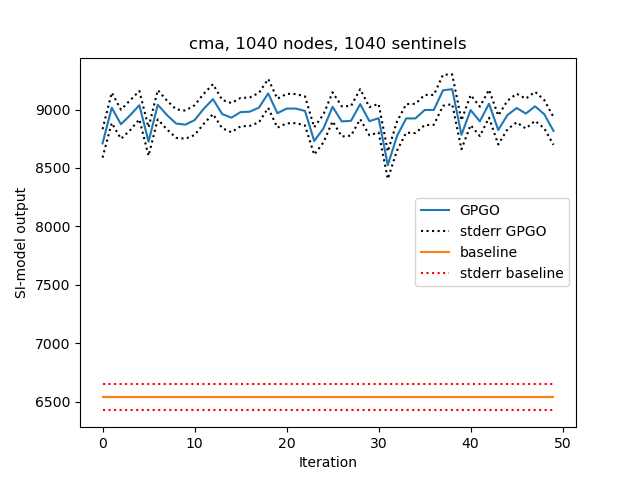 cma, 1040 nodes, 1040 sentinels
SI-model output
9000
8500
8000
7500
7000
6500
GPGO
stderr GPGO
baseline
stderr baseline
0 10 20 30 40 50
Iteration